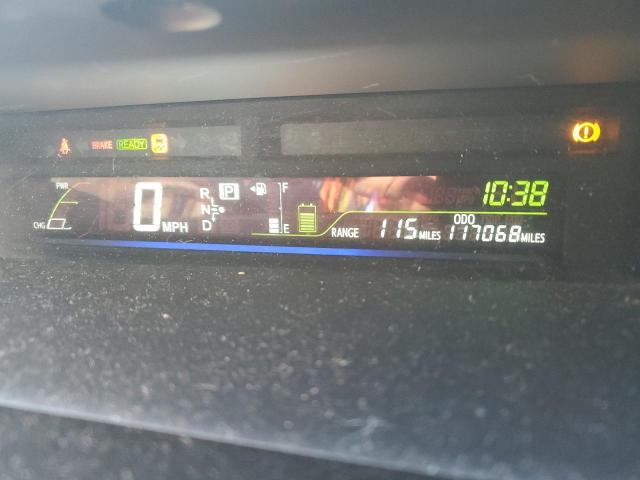 BRAKE READY
PWR
CHG
0 MPH
R
N
D
P
F
E
10:38
RANGE 115 MILES
ODO 117068 MILES